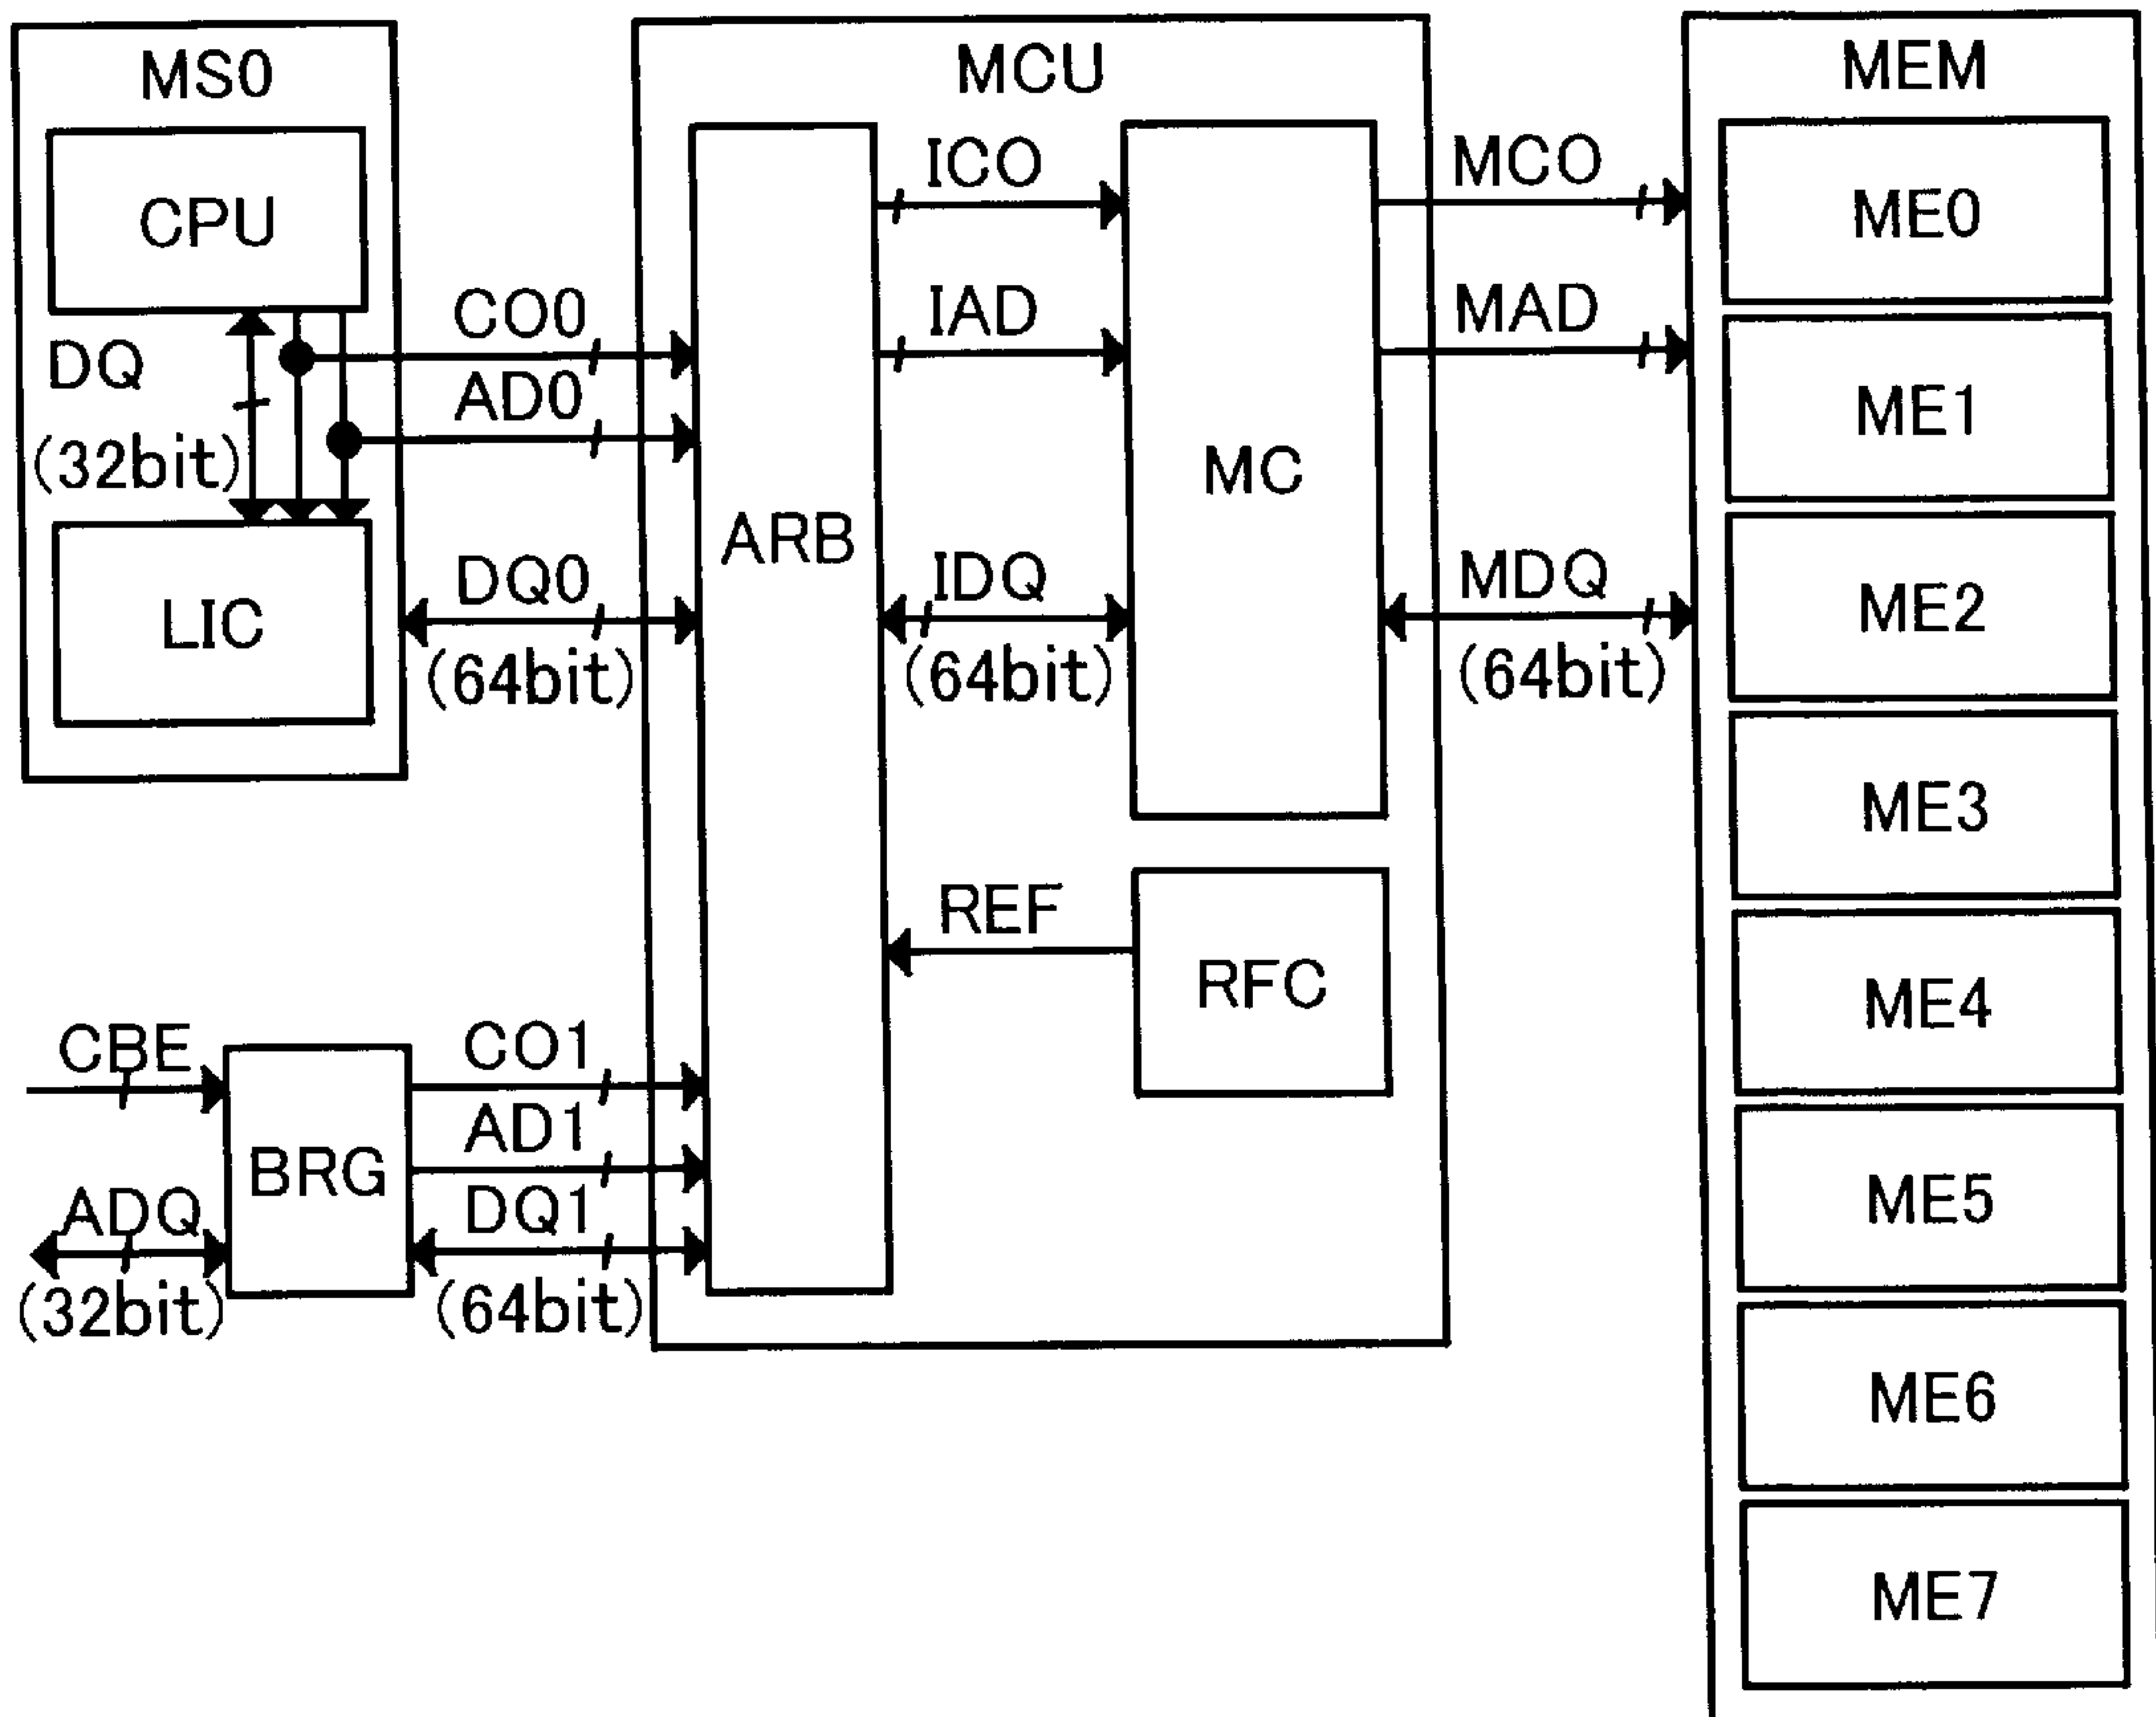 MS0
CPU
DQ
(32bit)
LIC
CO0
AD0
DQ0
(64bit)
CBE
ADQ
(32bit)
BRG
CO1
AD1
DQ1
(64bit)
MCU
ARB
ICO
IAD
IDQ
(64bit)
MC
REF
RFC
MCO
MAD
MDQ
(64bit)
MEM
ME0
ME1
ME2
ME3
ME4
ME5
ME6
ME7